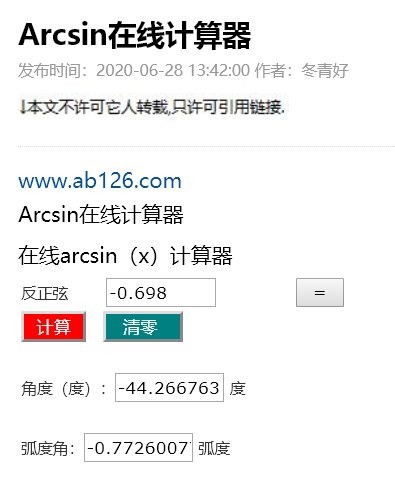 Arcsin在线计算器
发布时间：2020-06-28 13:42:00 作者：冬青好
↓本文不许可它人转载,只许可引用链接.
www.ab126.com
Arcsin在线计算器
在线arcsin（x）计算器
反正弦 -0.698 =
计算 清零
角度（度）：-44.266763 度
弧度角：-0.7726007 弧度